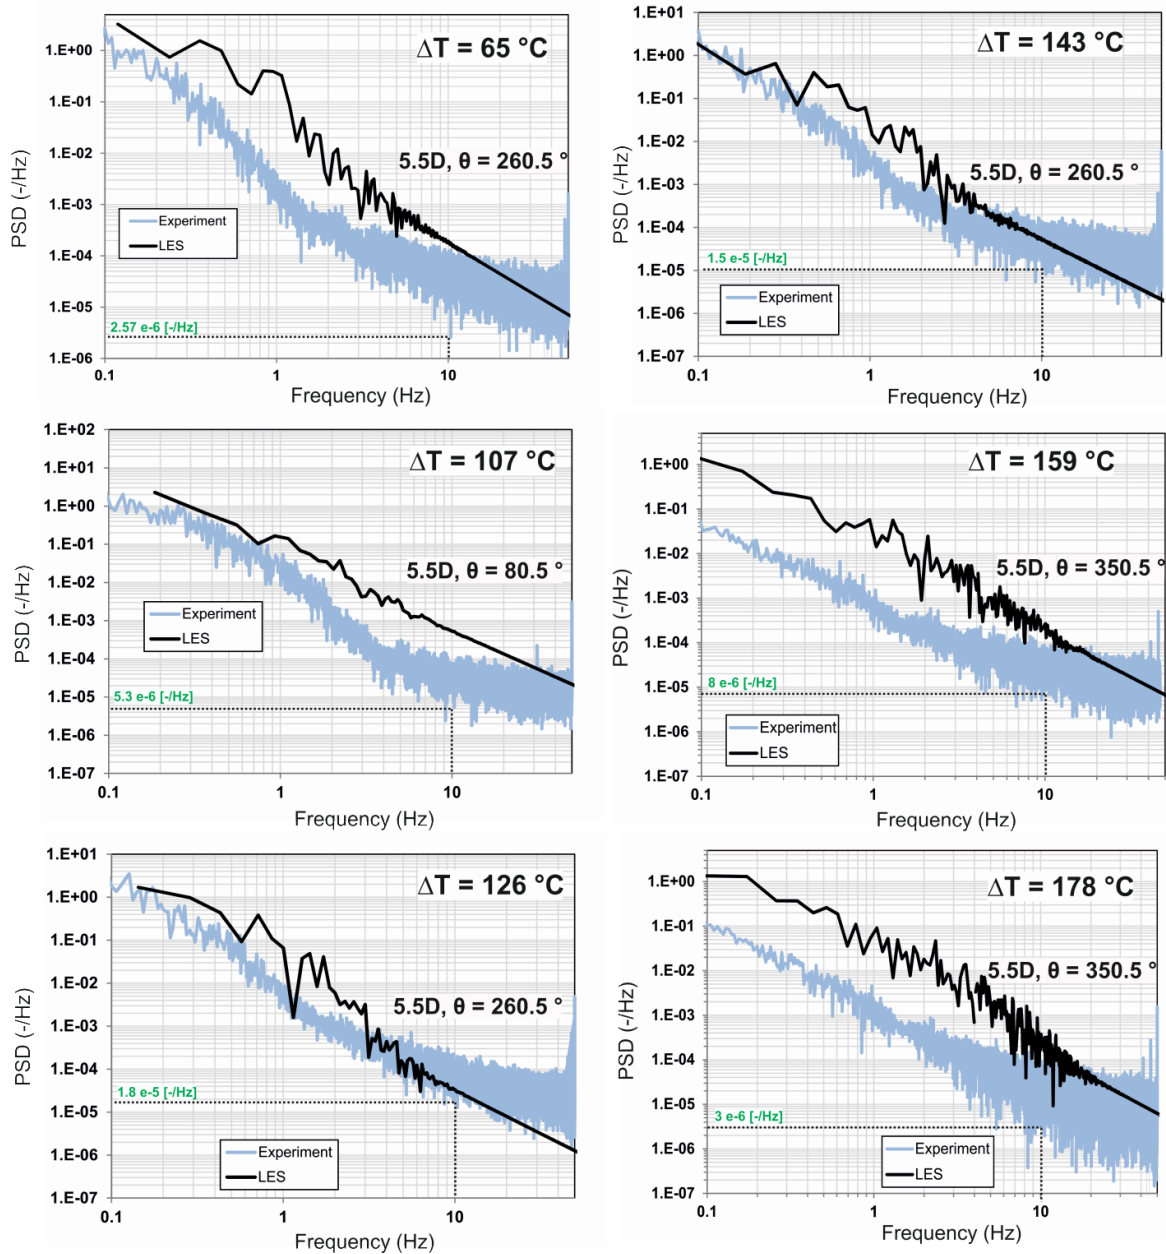 ΔT = 65 °C
1.E+00
1.E-01
1.E-02
1.E-03
1.E-04
1.E-05
1.E-06
PSD (-/Hz)
5.5D, θ = 260.5 °
Experiment
LES
2.57 e-6 [-/Hz]
0.1
1
10
Frequency (Hz)
ΔT = 143 °C
1.E+01
1.E+00
1.E-01
1.E-02
1.E-03
1.E-04
1.E-05
1.E-06
1.E-07
PSD (-/Hz)
5.5D, θ = 260.5 °
1.5 e-5 [-/Hz]
Experiment
LES
0.1
1
10
Frequency (Hz)
ΔT = 107 °C
1.E+02
1.E+01
1.E+00
1.E-01
1.E-02
1.E-03
1.E-04
1.E-05
1.E-06
1.E-07
PSD (-/Hz)
5.5D, θ = 80.5 °
Experiment
LES
5.3 e-6 [-/Hz]
0.1
1
10
Frequency (Hz)
ΔT = 159 °C
1.E+00
1.E-01
1.E-02
1.E-03
1.E-04
1.E-05
1.E-06
1.E-07
PSD (-/Hz)
5.5D, θ = 350.5 °
8 e-6 [-/Hz]
Experiment
LES
0.1
1
10
Frequency (Hz)
ΔT = 126 °C
1.E+01
1.E+00
1.E-01
1.E-02
1.E-03
1.E-04
1.E-05
1.E-06
1.E-07
PSD (-/Hz)
5.5D, θ = 260.5 °
1.8 e-5 [-/Hz]
Experiment
LES
0.1
1
10
Frequency (Hz)
ΔT = 178 °C
1.E+00
1.E-01
1.E-02
1.E-03
1.E-04
1.E-05
1.E-06
1.E-07
PSD (-/Hz)
5.5D, θ = 350.5 °
3 e-6 [-/Hz]
Experiment
LES
0.1
1
10
Frequency (Hz)